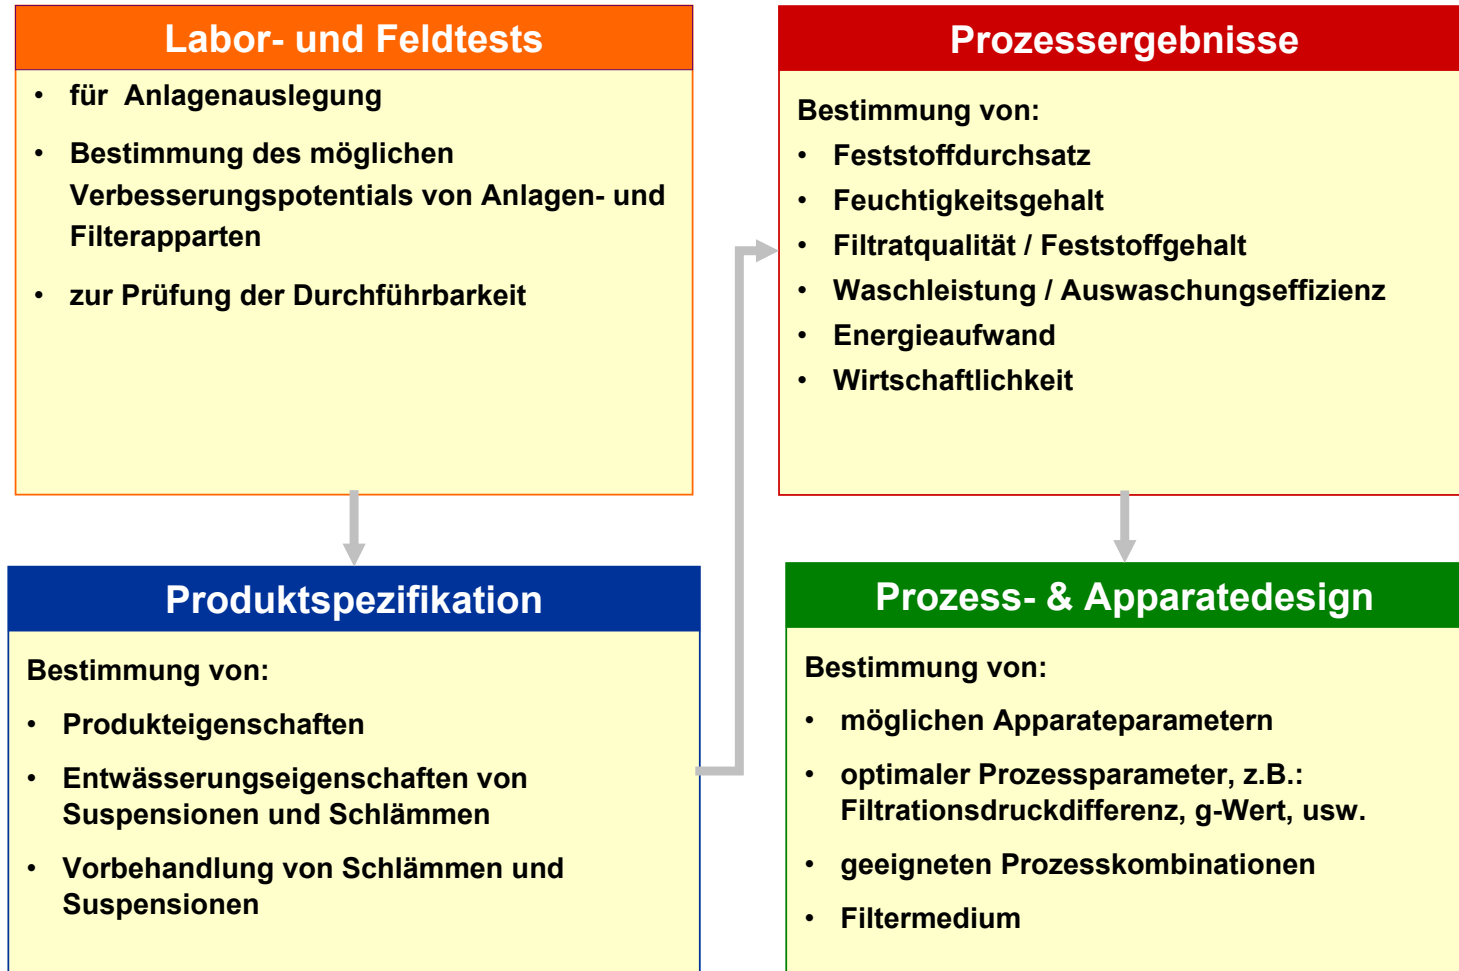 Labor- und Feldtests
• für Anlagenauslegung
• Bestimmung des möglichen
Verbesserungspotentials von Anlagen- und
Filterapparten
• zur Prüfung der Durchführbarkeit
Produktspezifikation
Bestimmung von:
• Produkteigenschaften
• Entwässerungseigenschaften von
Suspensionen und Schlämmen
• Vorbehandlung von Schlämmen und
Suspensionen
Prozessergebnisse
Bestimmung von:
• Feststoffdurchsatz
• Feuchtigkeitsgehalt
• Filtratqualität / Feststoffgehalt
• Waschleistung / Auswaschungseffizienz
• Energieaufwand
• Wirtschaftlichkeit
Prozess- & Apparatedesign
Bestimmung von:
• möglichen Apparateparametern
• optimaler Prozessparameter, z.B.:
Filtrationsdruckdifferenz, g-Wert, usw.
• geeigneten Prozesskombinationen
• Filtermedium